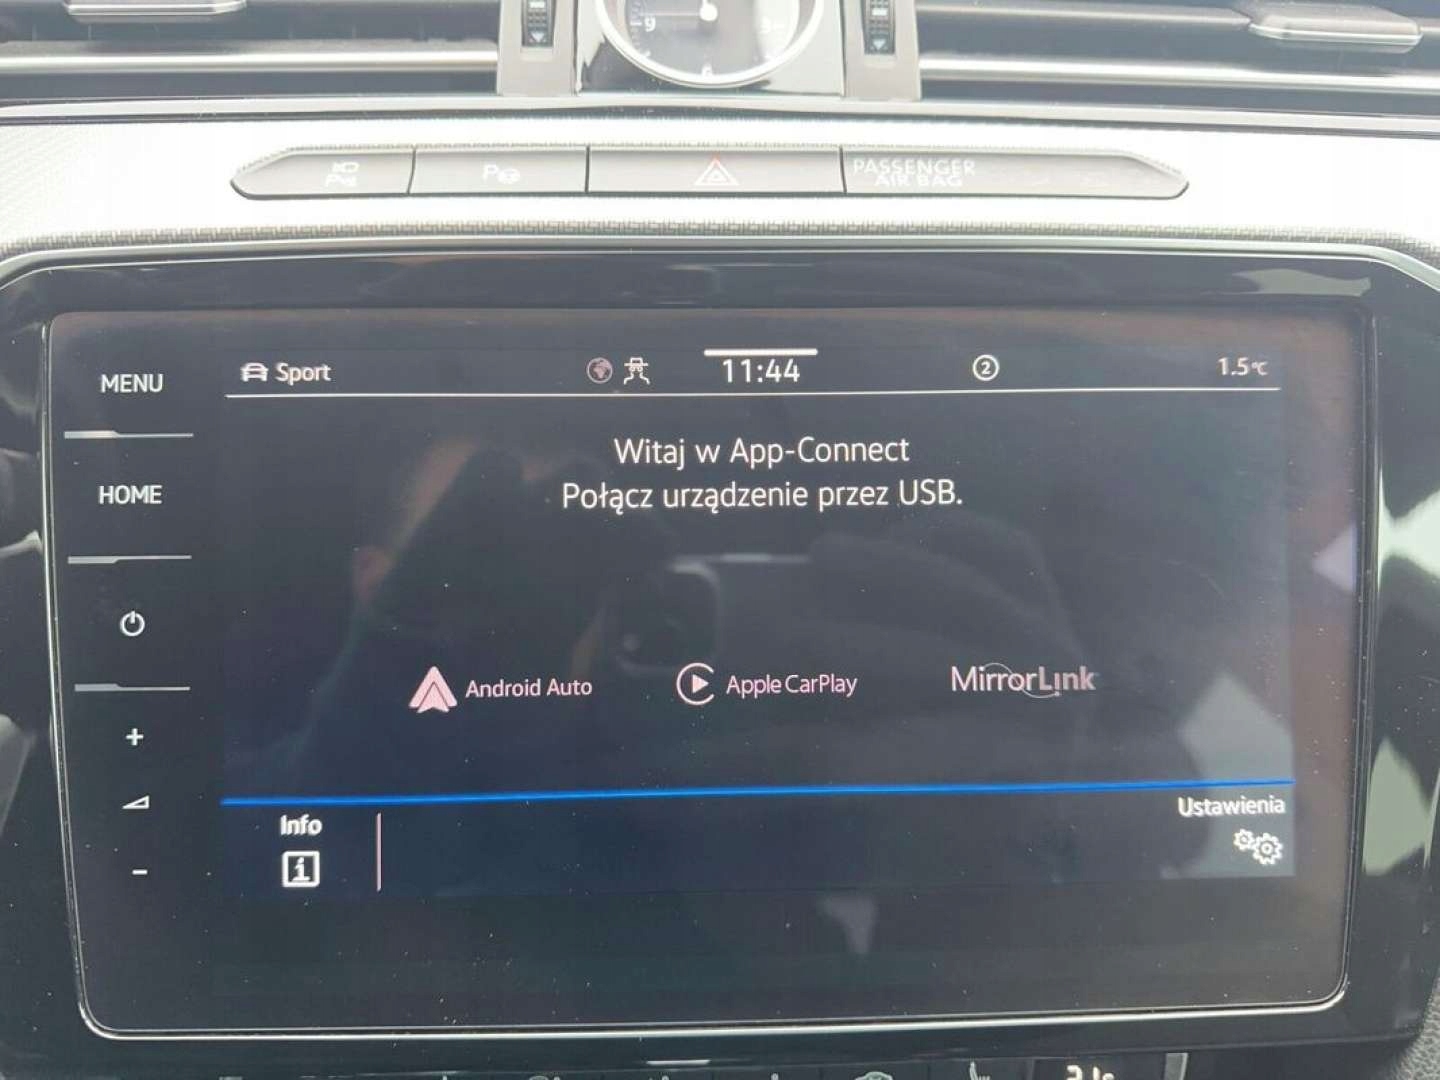 PASSENGER
AIR BAG
MENU
Sport
11:44
2
1.5°C
Witaj w App-Connect
HOME
Połącz urządzenie przez USB.
Android Auto
Apple CarPlay
MirrorLink
+
-
Info
Ustawienia